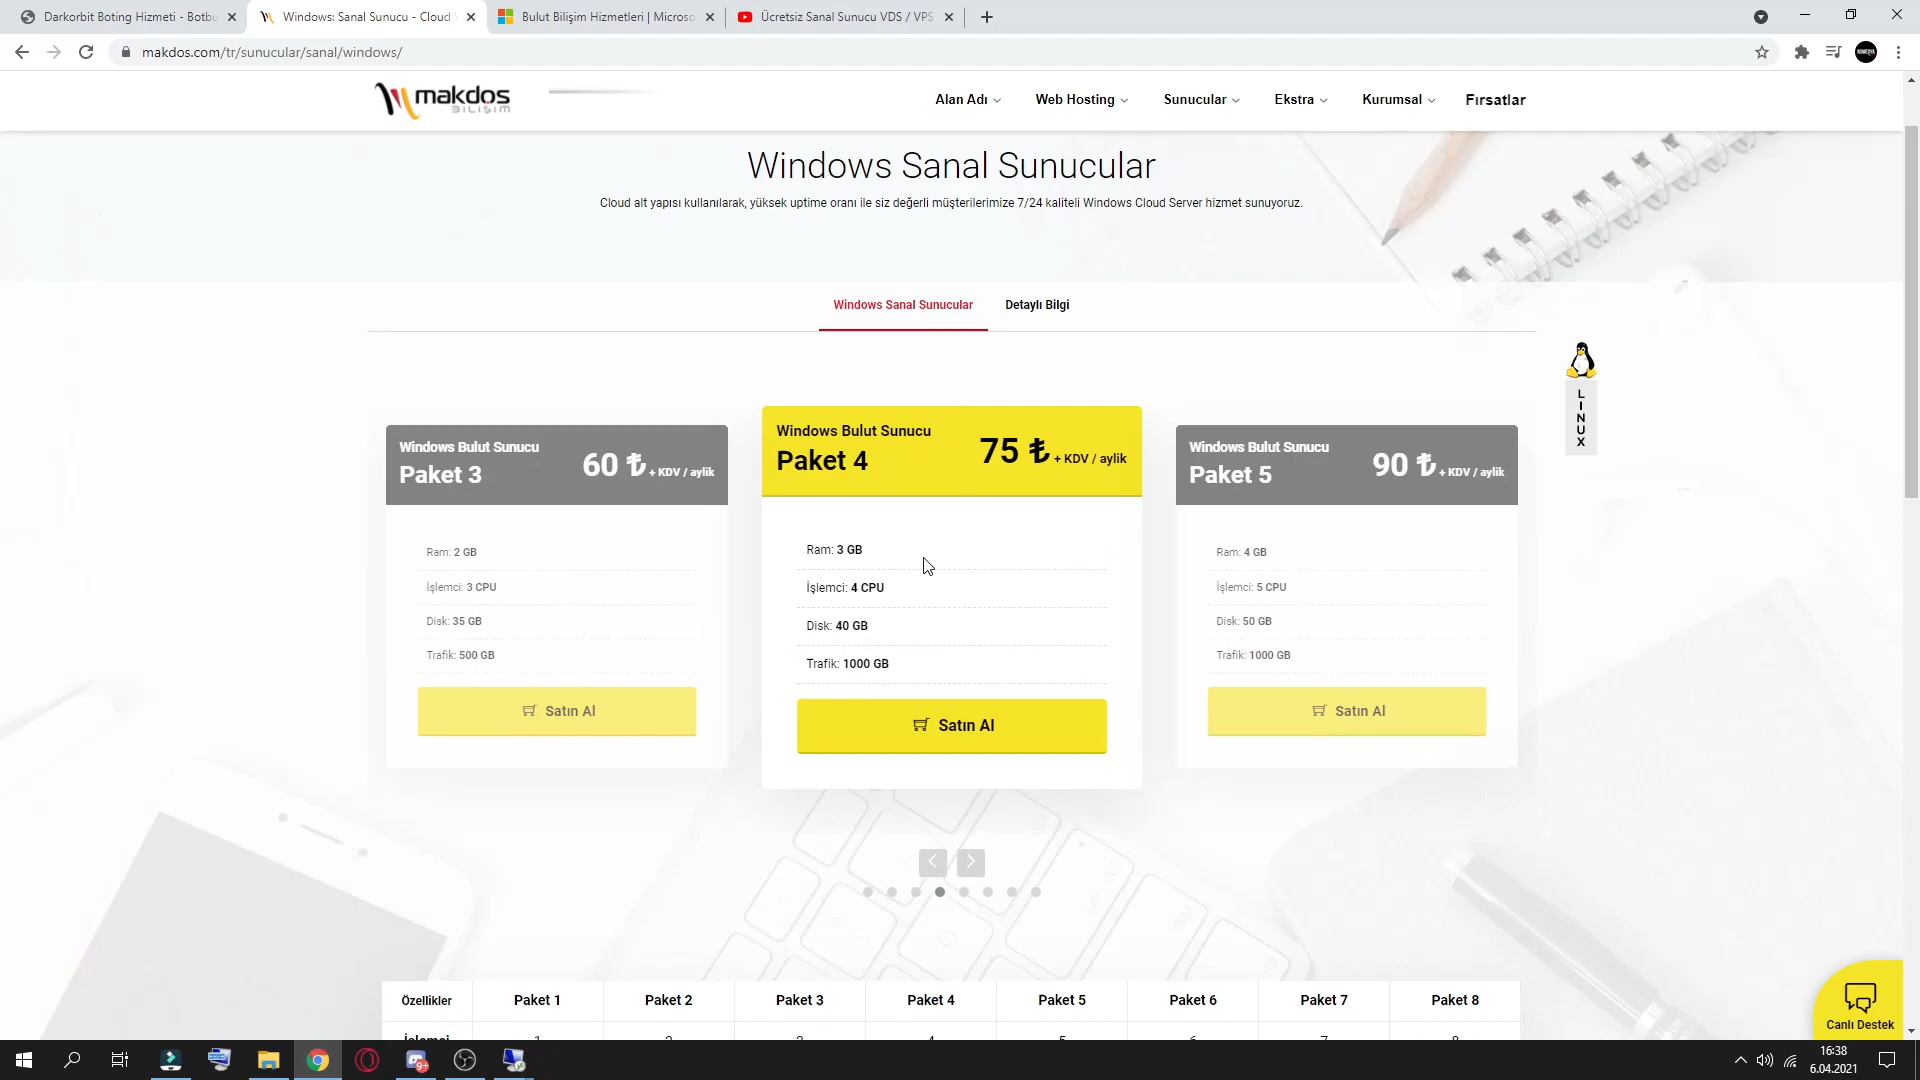 Darkorbit Boting Hizmeti - Botbu
Windows: Sanal Sunucu - Cloud
Bulut Bilişim Hizmetleri | Microso
Ücretsiz Sanal Sunucu VDS / VPS
makdos.com/tr/sunucular/sanal/windows/
makdos
BİLİŞİM
Alan Adı
Web Hosting
Sunucular
Ekstra
Kurumsal
Fırsatlar
Windows Sanal Sunucular
Cloud alt yapısı kullanılarak, yüksek uptime oranı ile siz değerli müşterilerimize 7/24 kaliteli Windows Cloud Server hizmet sunuyoruz.
Windows Sanal Sunucular
Detaylı Bilgi
LINUX
Windows Bulut Sunucu
Paket 3
60 ₺ + KDV / aylik
Ram: 2 GB
İşlemci: 3 CPU
Disk: 35 GB
Trafik: 500 GB
Satın Al
Windows Bulut Sunucu
Paket 4
75 ₺ + KDV / aylik
Ram: 3 GB
İşlemci: 4 CPU
Disk: 40 GB
Trafik: 1000 GB
Satın Al
Windows Bulut Sunucu
Paket 5
90 ₺ + KDV / aylik
Ram: 4 GB
İşlemci: 5 CPU
Disk: 50 GB
Trafik: 1000 GB
Satın Al
Özellikler Paket 1 Paket 2 Paket 3 Paket 4 Paket 5 Paket 6 Paket 7 Paket 8
Canlı Destek
9+
16:38
6.04.2021